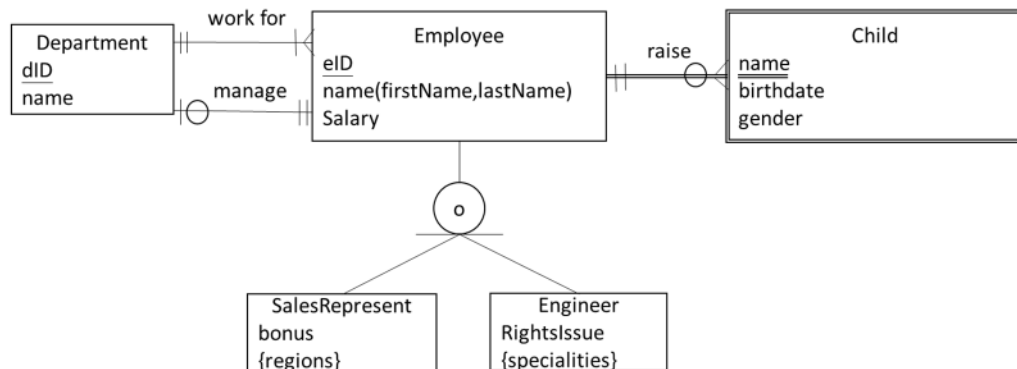 work for
Department
dID
name
manage
Employee
eID
name(firstName,lastName)
Salary
raise
Child
name
birthdate
gender
o
SalesRepresent
bonus
{regions}
Engineer
RightsIssue
{specialities}